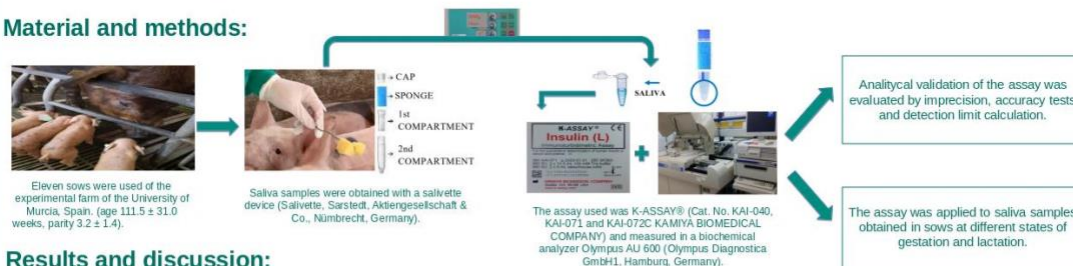 Material and methods:
CAP
SPONGE
1st
COMPARTMENT
2nd
COMPARTMENT
SALIVA
K-ASSAY®
Insulin (L)
Eleven sows were used of the
experimental farm of the University of
Murcia, Spain. (age 111.5 ± 31.0
weeks, parity 3.2 ± 1.4).
Saliva samples were obtained with a salivette
device (Salivette, Sarstedt, Aktiengesellschaft &
Co., Nümbrecht, Germany).
The assay used was K-ASSAY® (Cat. No. KAI-040,
KAI-071 and KAI-072C KAMIYA BIOMEDICAL
COMPANY) and measured in a biochemical
analyzer Olympus AU 600 (Olympus Diagnostica
GmbH1, Hamburg, Germany).
Analitycal validation of the assay was
evaluated by imprecision, accuracy tests
and detection limit calculation.
The assay was applied to saliva samples
obtained in sows at different states of
gestation and lactation.
Results and discussion: